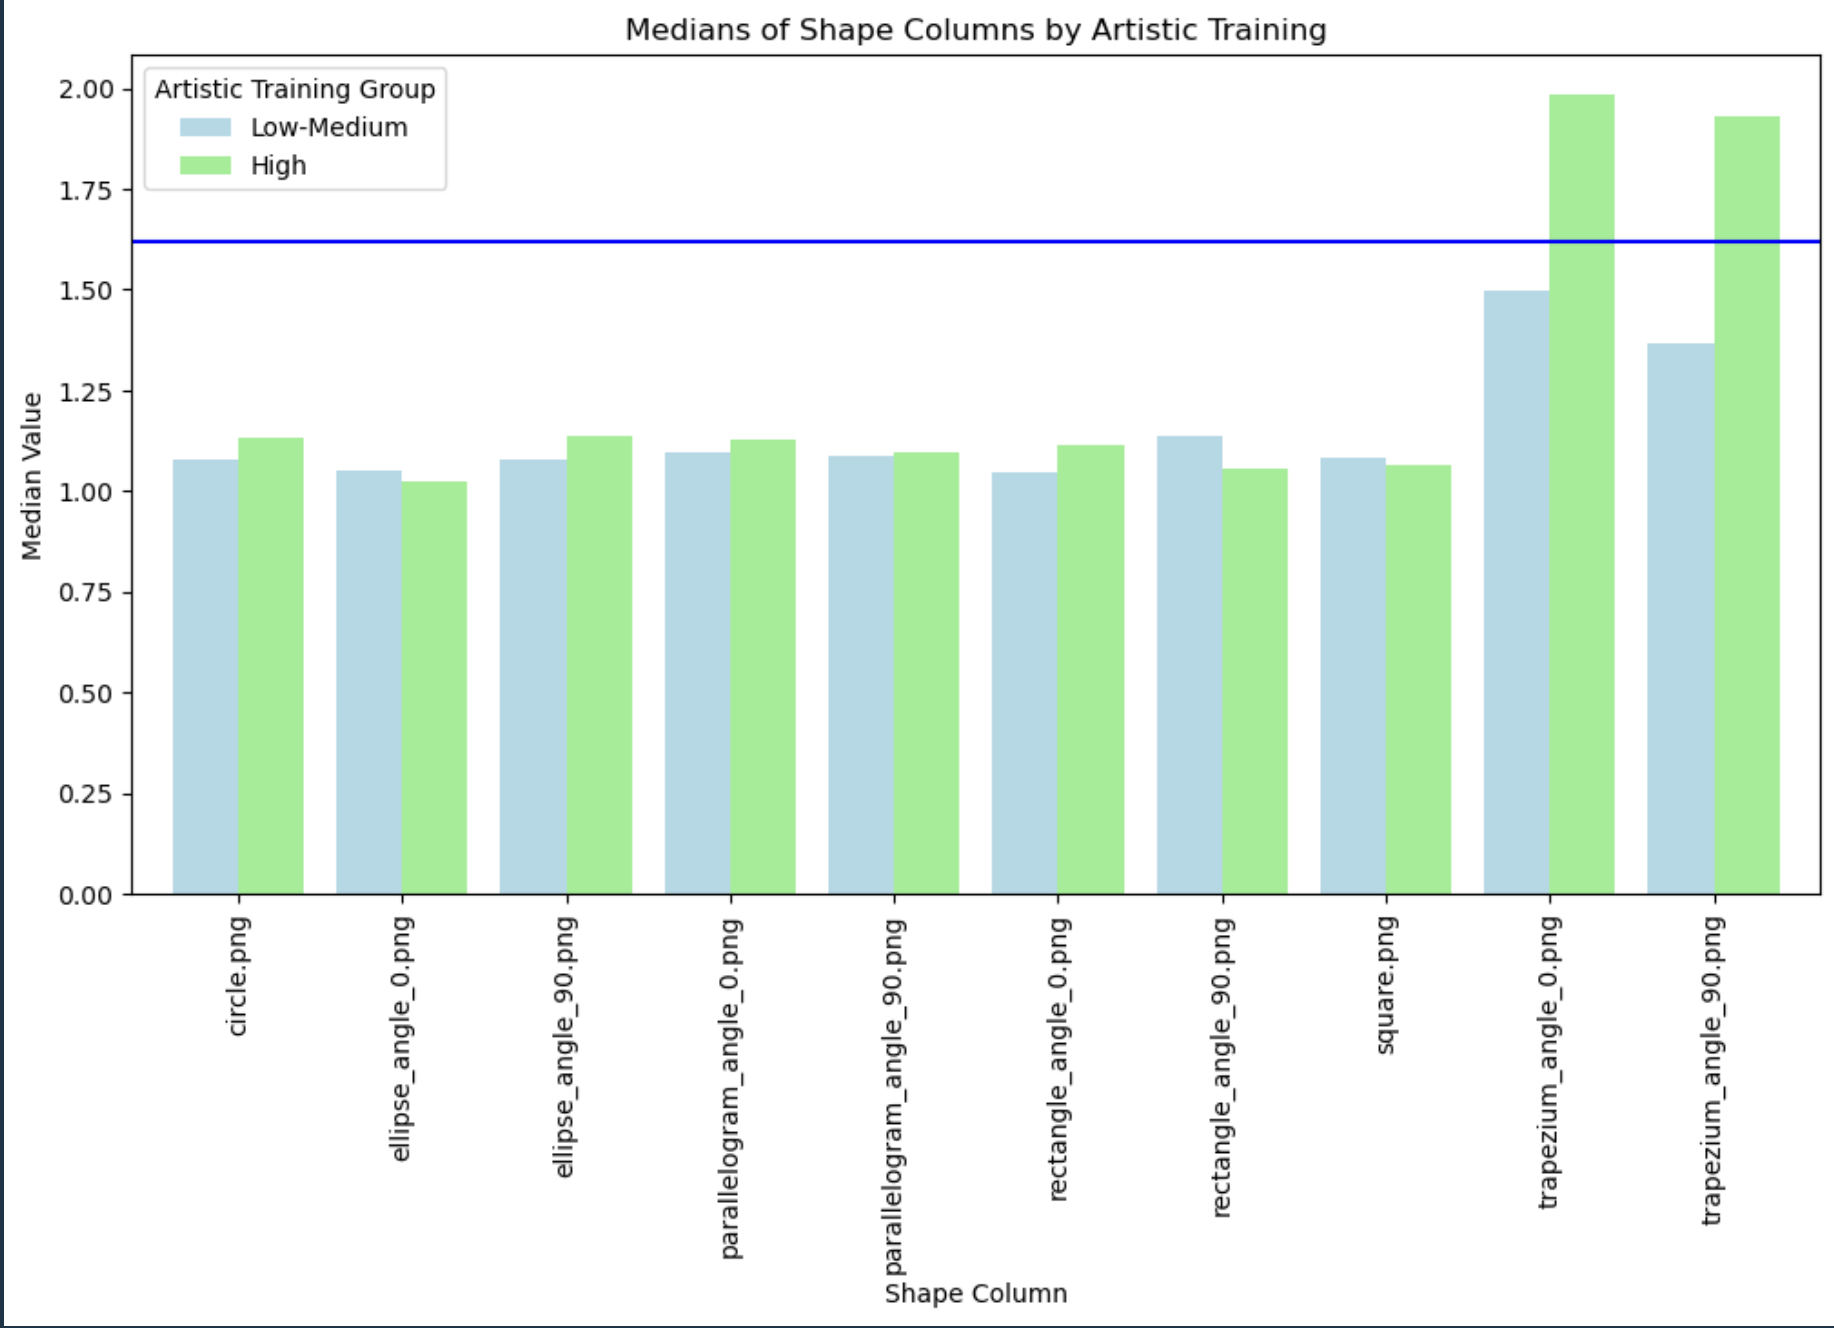 Medians of Shape Columns by Artistic Training
Artistic Training Group
Low-Medium
High
2.00
1.75
1.50
1.25
1.00
0.75
0.50
0.25
0.00
Median Value
circle.png
ellipse_angle_0.png
ellipse_angle_90.png
parallelogram_angle_0.png
parallelogram_angle_90.png
rectangle_angle_0.png
rectangle_angle_90.png
square.png
trapezium_angle_0.png
trapezium_angle_90.png
Shape Column